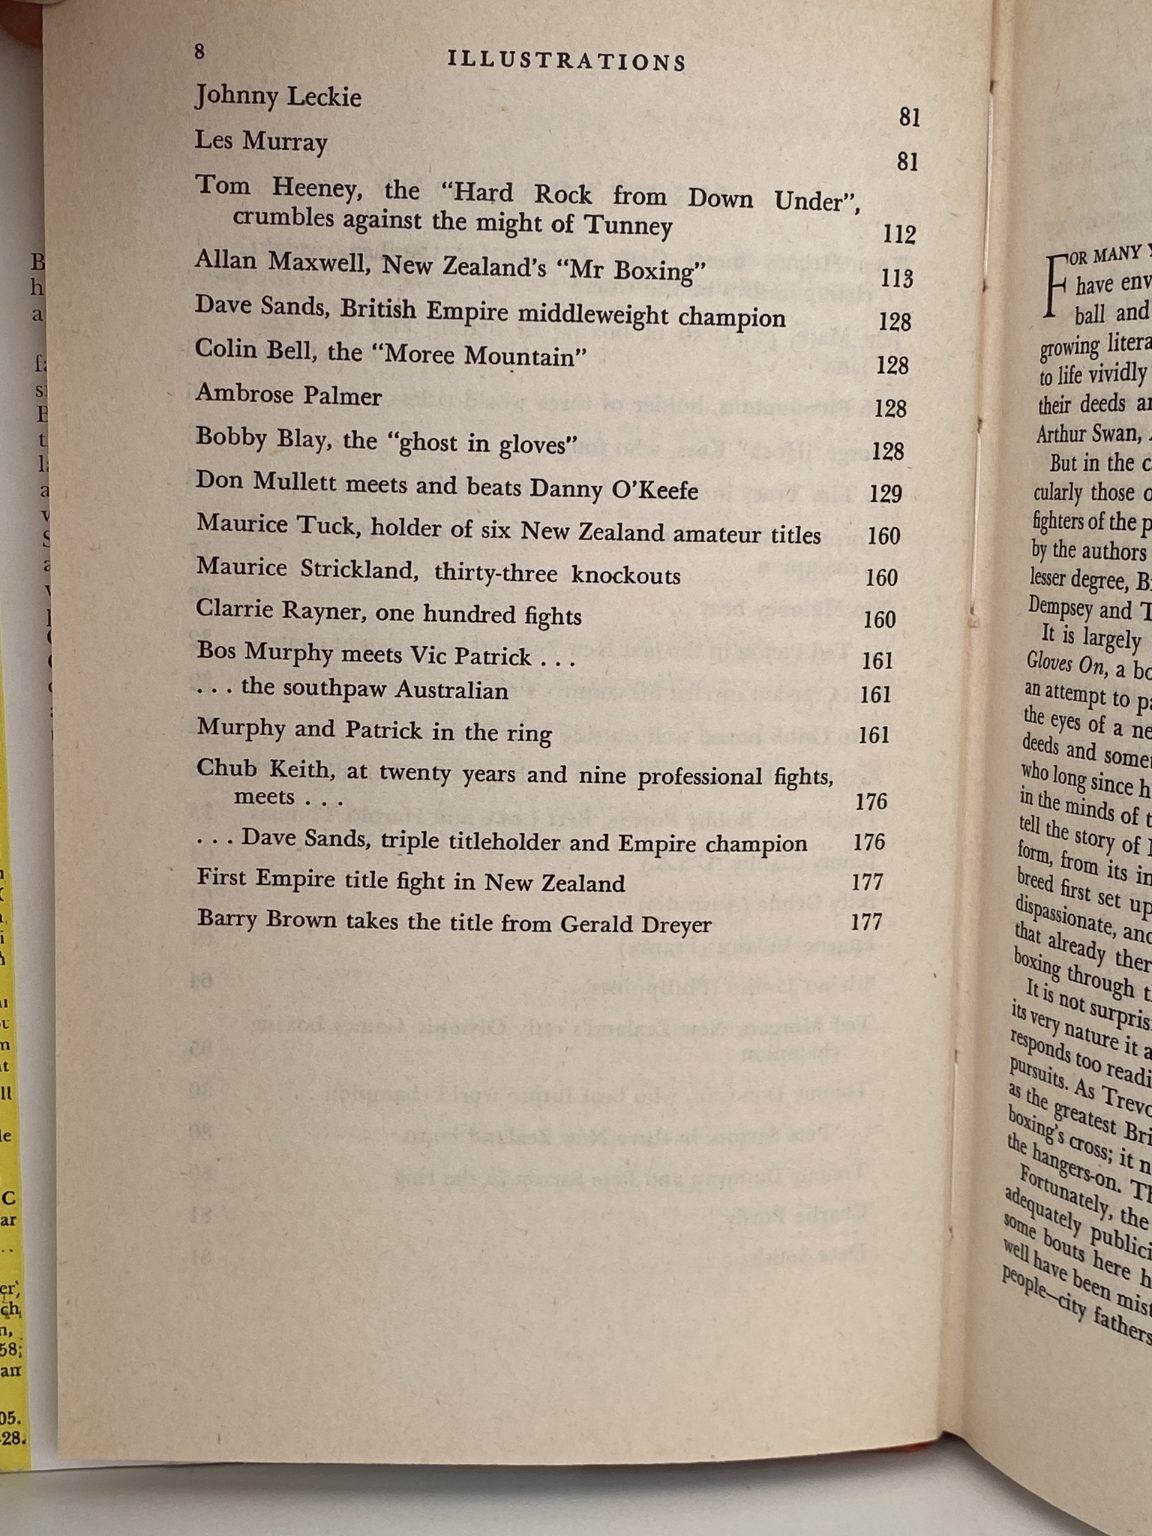 8
ILLUSTRATIONS
Johnny Leckie 81
Les Murray 81
Tom Heeney, the “Hard Rock from Down Under”,
crumbles against the might of Tunney 112
Allan Maxwell, New Zealand's “Mr Boxing” 113
Dave Sands, British Empire middleweight champion 128
Colin Bell, the “Moree Mountain” 128
Ambrose Palmer 128
Bobby Blay, the “ghost in gloves” 128
Don Mullett meets and beats Danny O'Keefe 129
Maurice Tuck, holder of six New Zealand amateur titles 160
Maurice Strickland, thirty-three knockouts 160
Clarrie Rayner, one hundred fights 160
Bos Murphy meets Vic Patrick . . . 161
. . . the southpaw Australian 161
Murphy and Patrick in the ring 161
Chub Keith, at twenty years and nine professional fights,
meets . . . 176
. . . Dave Sands, triple titleholder and Empire champion 176
First Empire title fight in New Zealand 177
Barry Brown takes the title from Gerald Dreyer 177
FOR MANY
have env
ball and
growing litera
to life vividly
their deeds a
Arthur Swan,
But in the c
cularly those o
fighters of the p
by the authors
lesser degree, B
Dempsey and T
It is largely
Gloves On, a bo
an attempt to pa
the eyes of a ne
deeds and some
who long since h
in the minds of t
tell the story of
form, from its in
breed first set up
dispassionate, and
that already ther
boxing through t
It is not surpris
its very nature it a
responds too readi
pursuits. As Trevo
as the greatest Bri
boxing's cross; it n
the hangers-on. Th
Fortunately, the
adequately publici
some bouts here h
well have been mist
people—city fathers